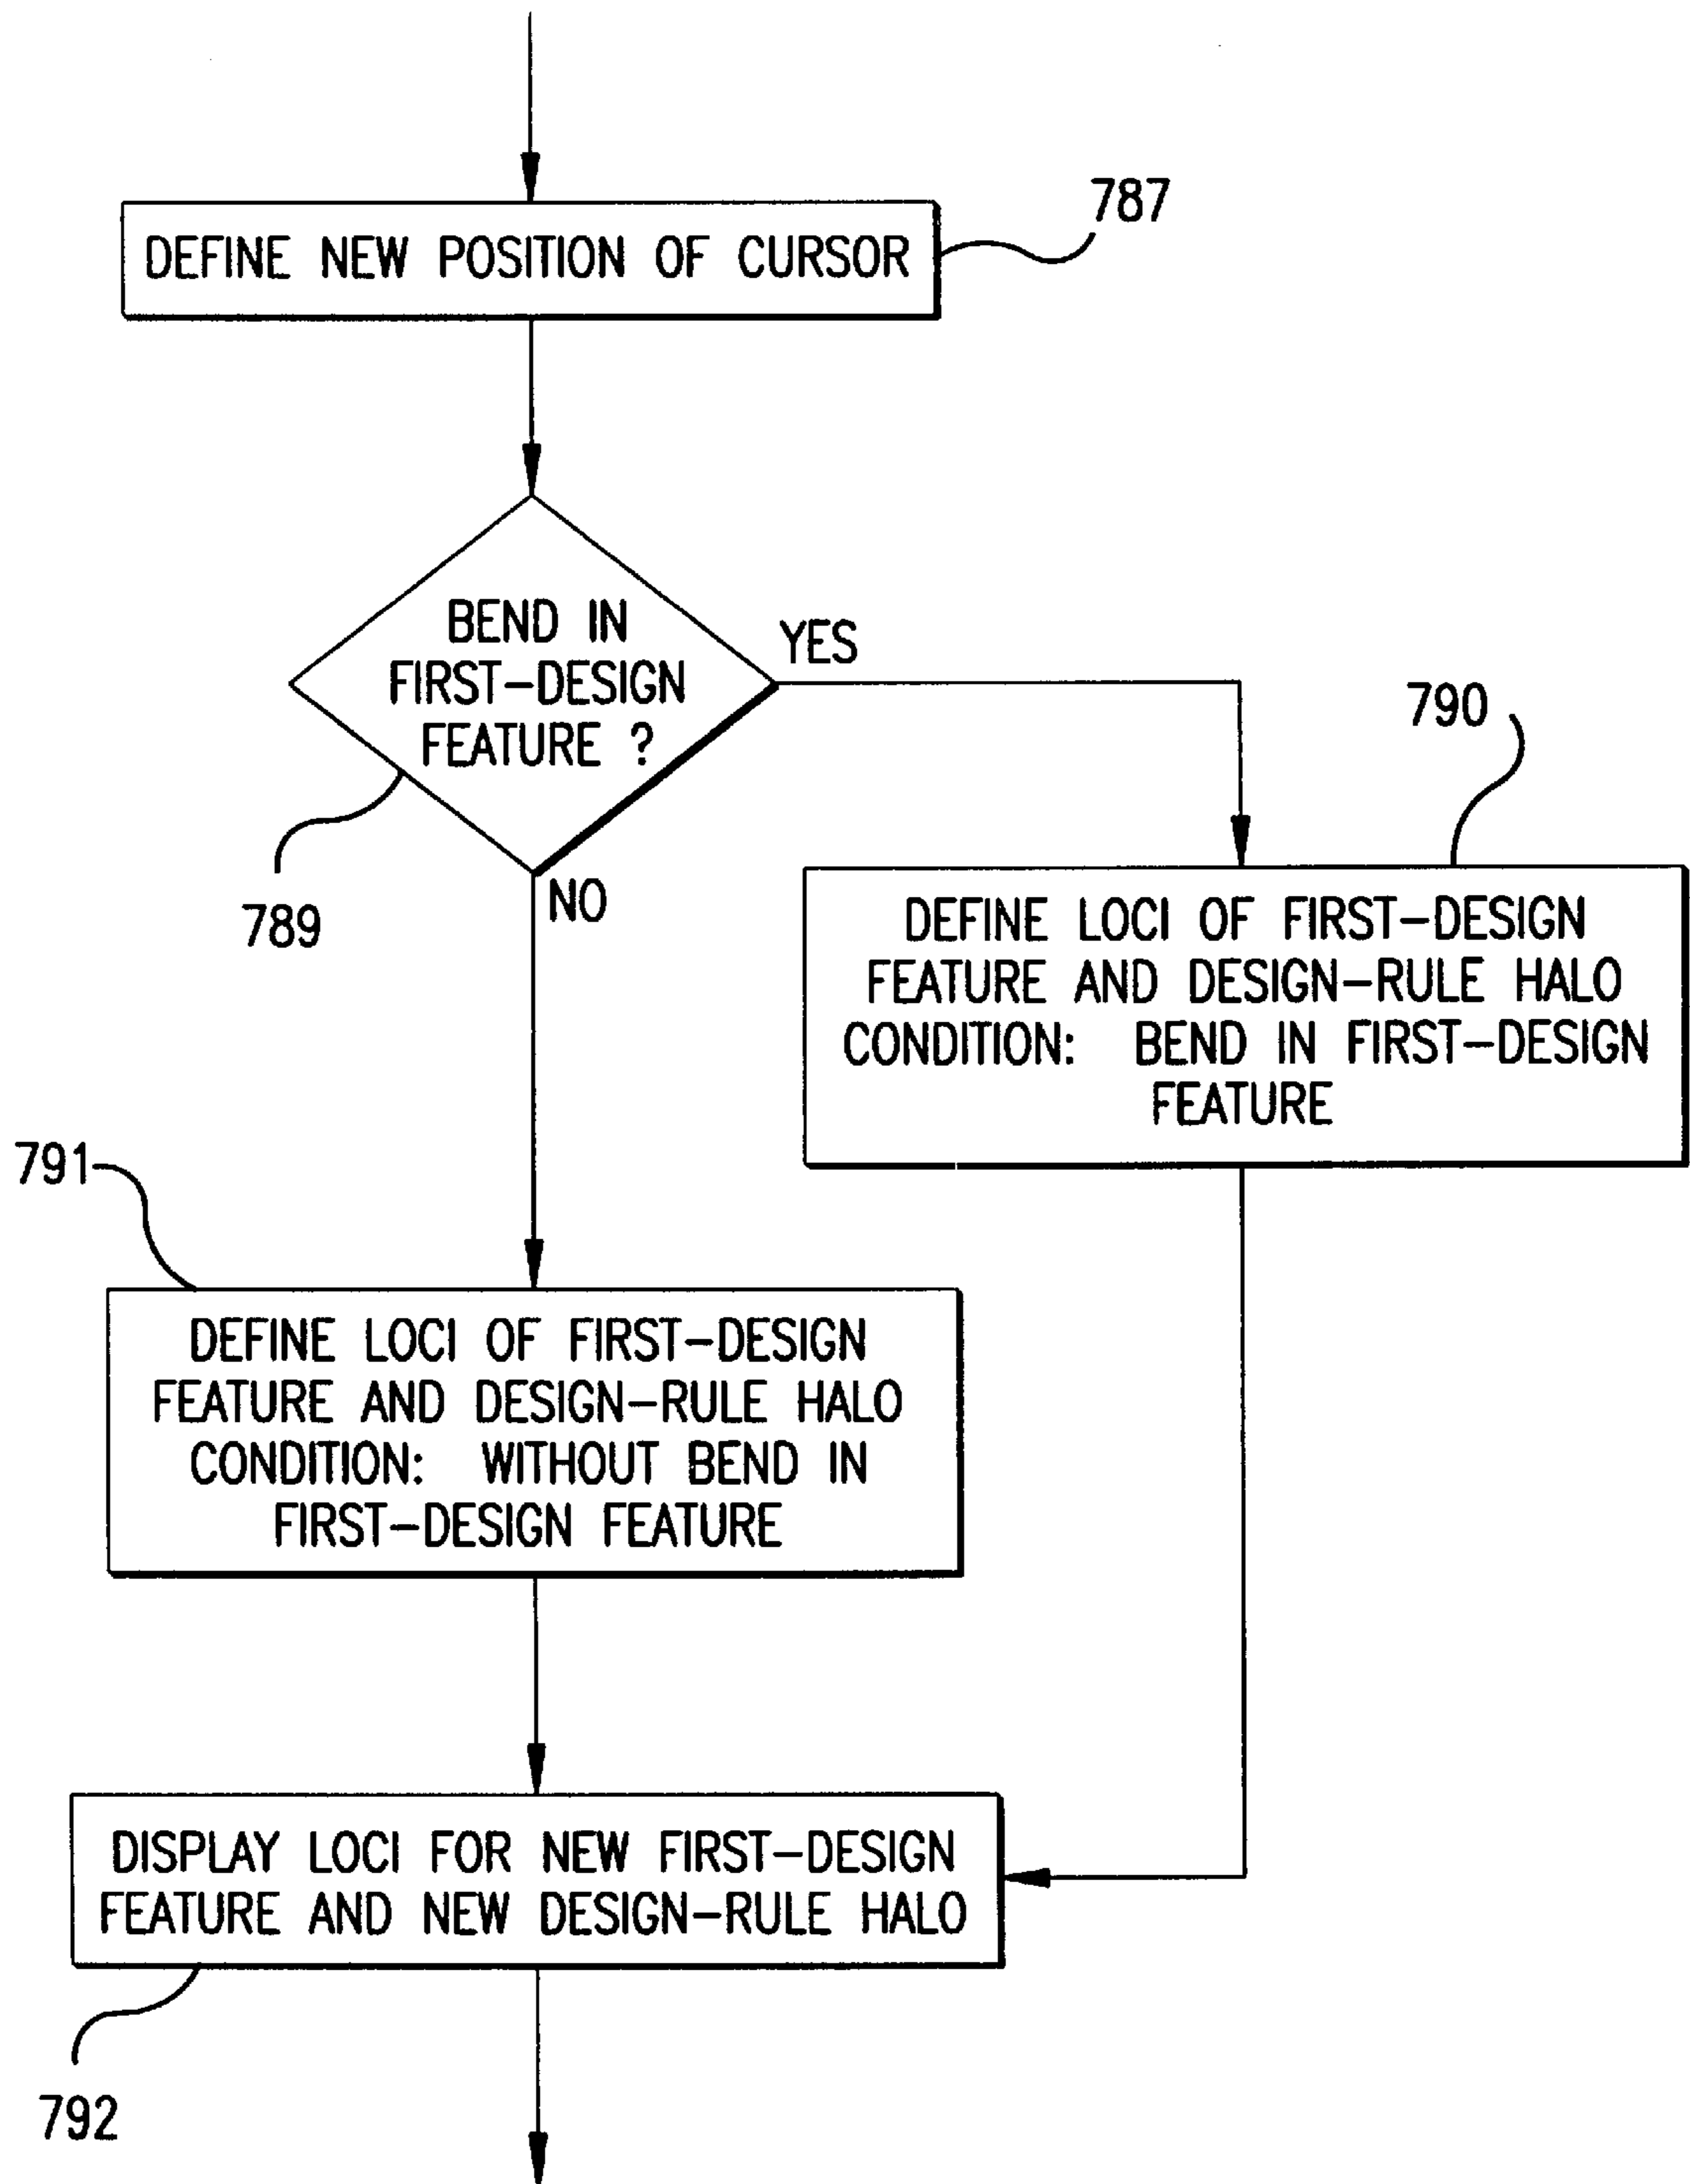 787
DEFINE NEW POSITION OF CURSOR
BEND IN
FIRST-DESIGN
FEATURE ?
YES
789
NO
790
DEFINE LOCI OF FIRST-DESIGN
FEATURE AND DESIGN-RULE HALO
CONDITION: BEND IN FIRST-DESIGN
FEATURE
791
DEFINE LOCI OF FIRST-DESIGN
FEATURE AND DESIGN-RULE HALO
CONDITION: WITHOUT BEND IN
FIRST-DESIGN FEATURE
DISPLAY LOCI FOR NEW FIRST-DESIGN
FEATURE AND NEW DESIGN-RULE HALO
792